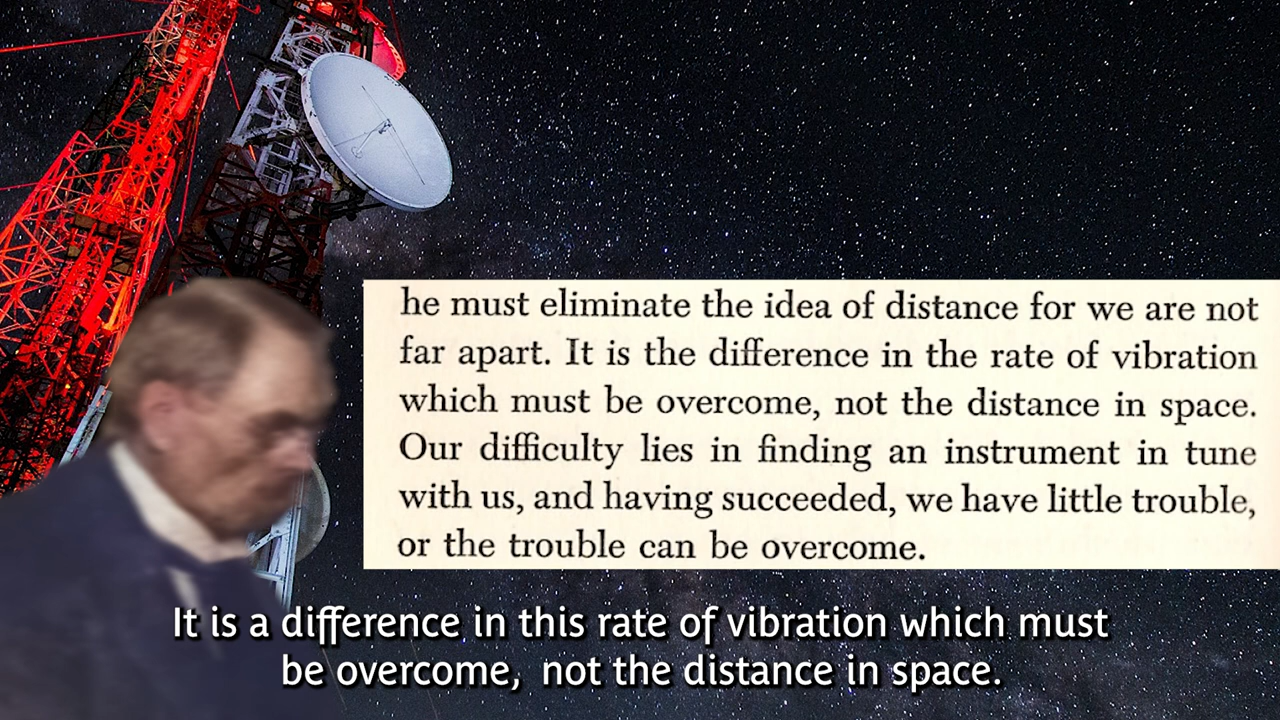 he must eliminate the idea of distance for we are not
far apart. It is the difference in the rate of vibration
which must be overcome, not the distance in space.
Our difficulty lies in finding an instrument in tune
with us, and having succeeded, we have little trouble,
or the trouble can be overcome.
It is a difference in this rate of vibration which must
be overcome, not the distance in space.